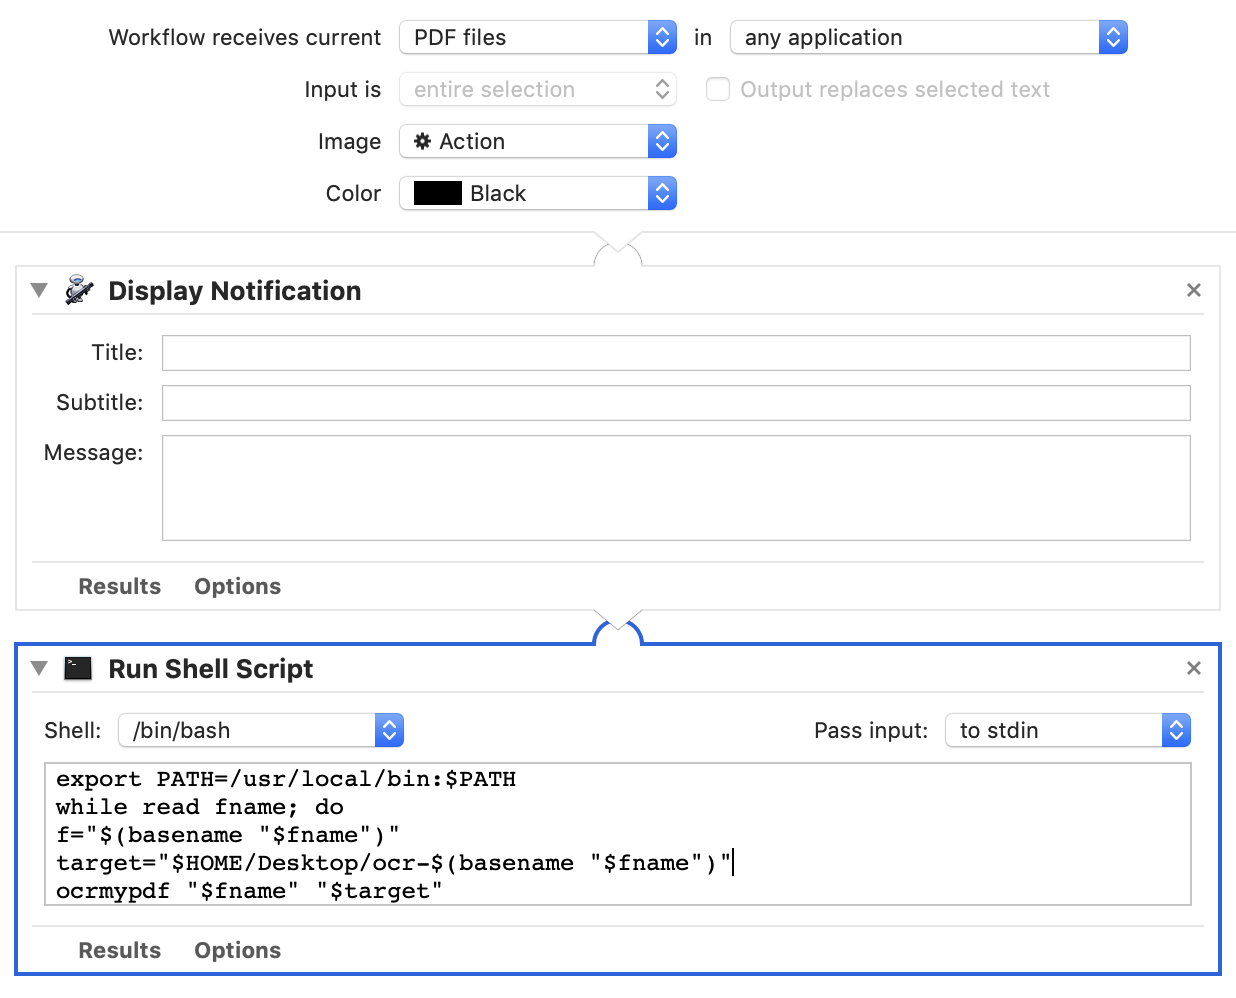 Workflow receives current PDF files in any application
Input is entire selection Output replaces selected text
Image Action
Color Black
Display Notification
Title:
Subtitle:
Message:
Results Options
Run Shell Script
Shell: /bin/bash Pass input: to stdin
export PATH=/usr/local/bin:$PATH
while read fname; do
f="$(basename "$fname")"
target="$HOME/Desktop/ocr-$(basename "$fname")"
ocrmypdf "$fname" "$target"
Results Options